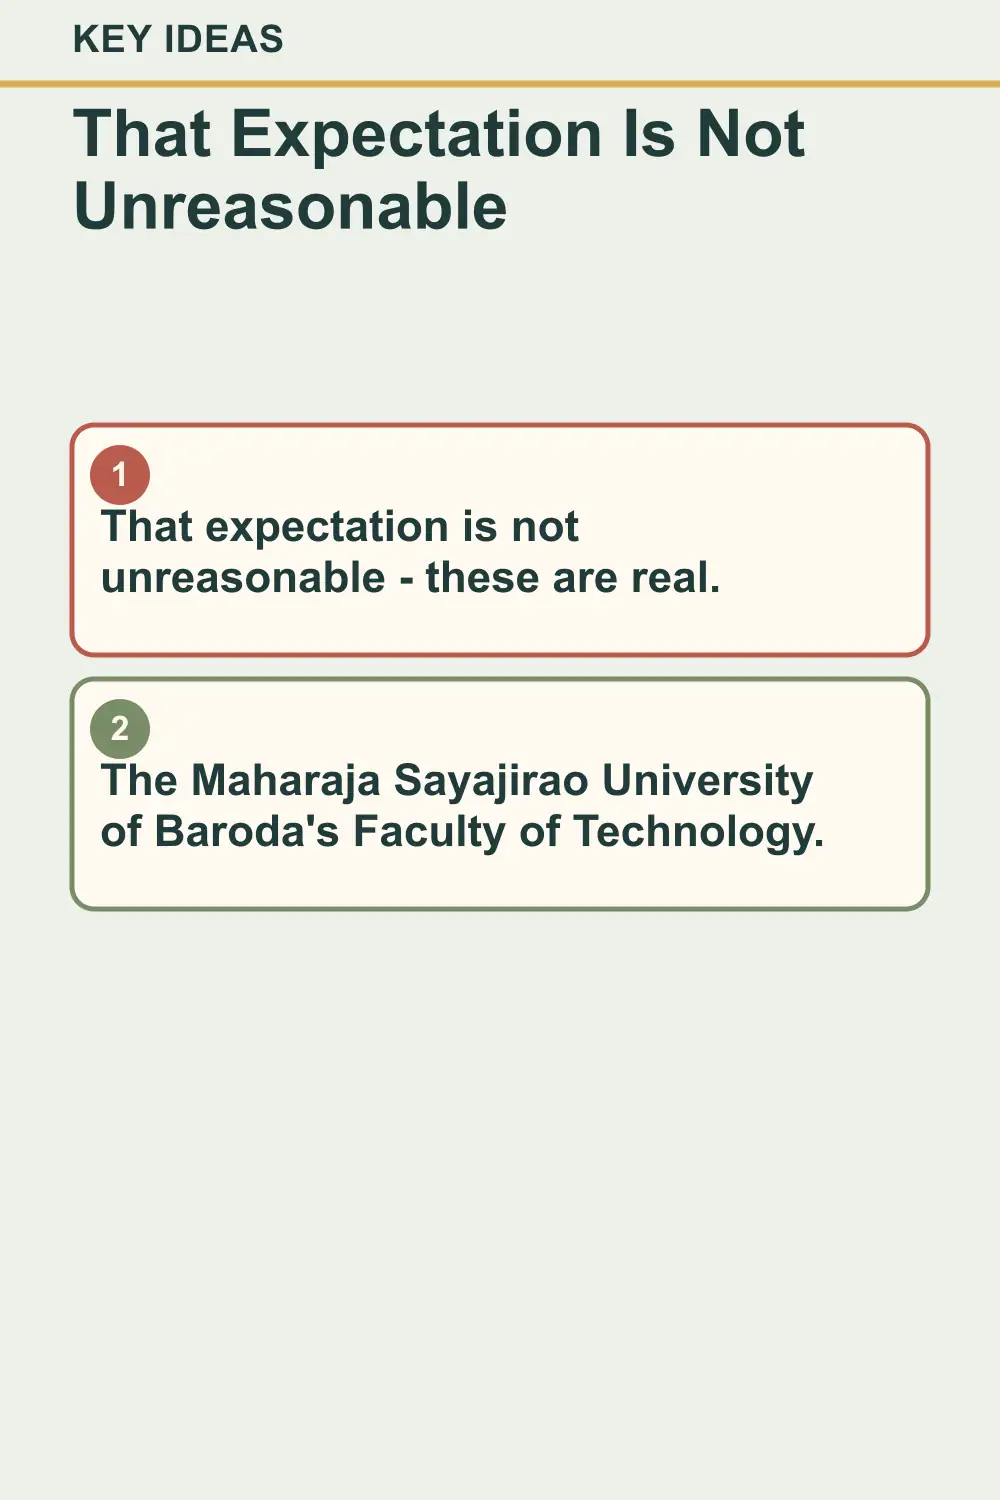 KEY IDEAS
That Expectation Is Not
Unreasonable
1
That expectation is not
unreasonable - these are real.
2
The Maharaja Sayajirao University
of Baroda's Faculty of Technology.